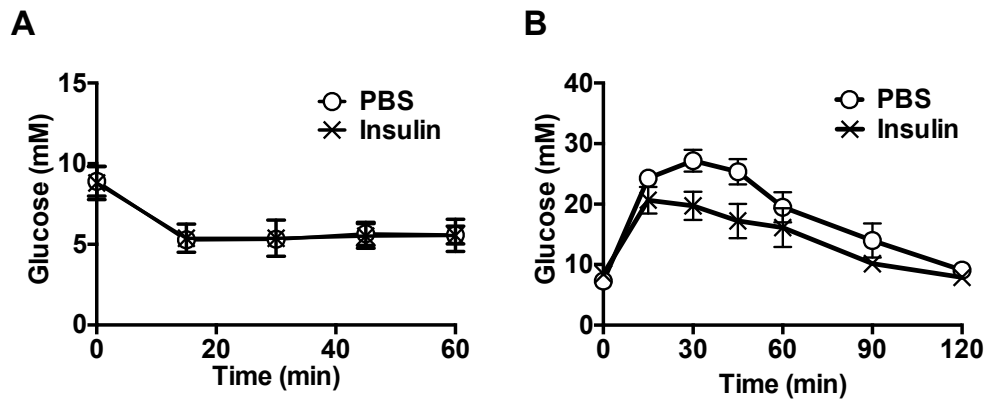 A
15
10
5
0
Glucose (mM)
PBS
Insulin
0 20 40 60
Time (min)
B
40
30
20
10
0
Glucose (mM)
PBS
Insulin
0 30 60 90 120
Time (min)